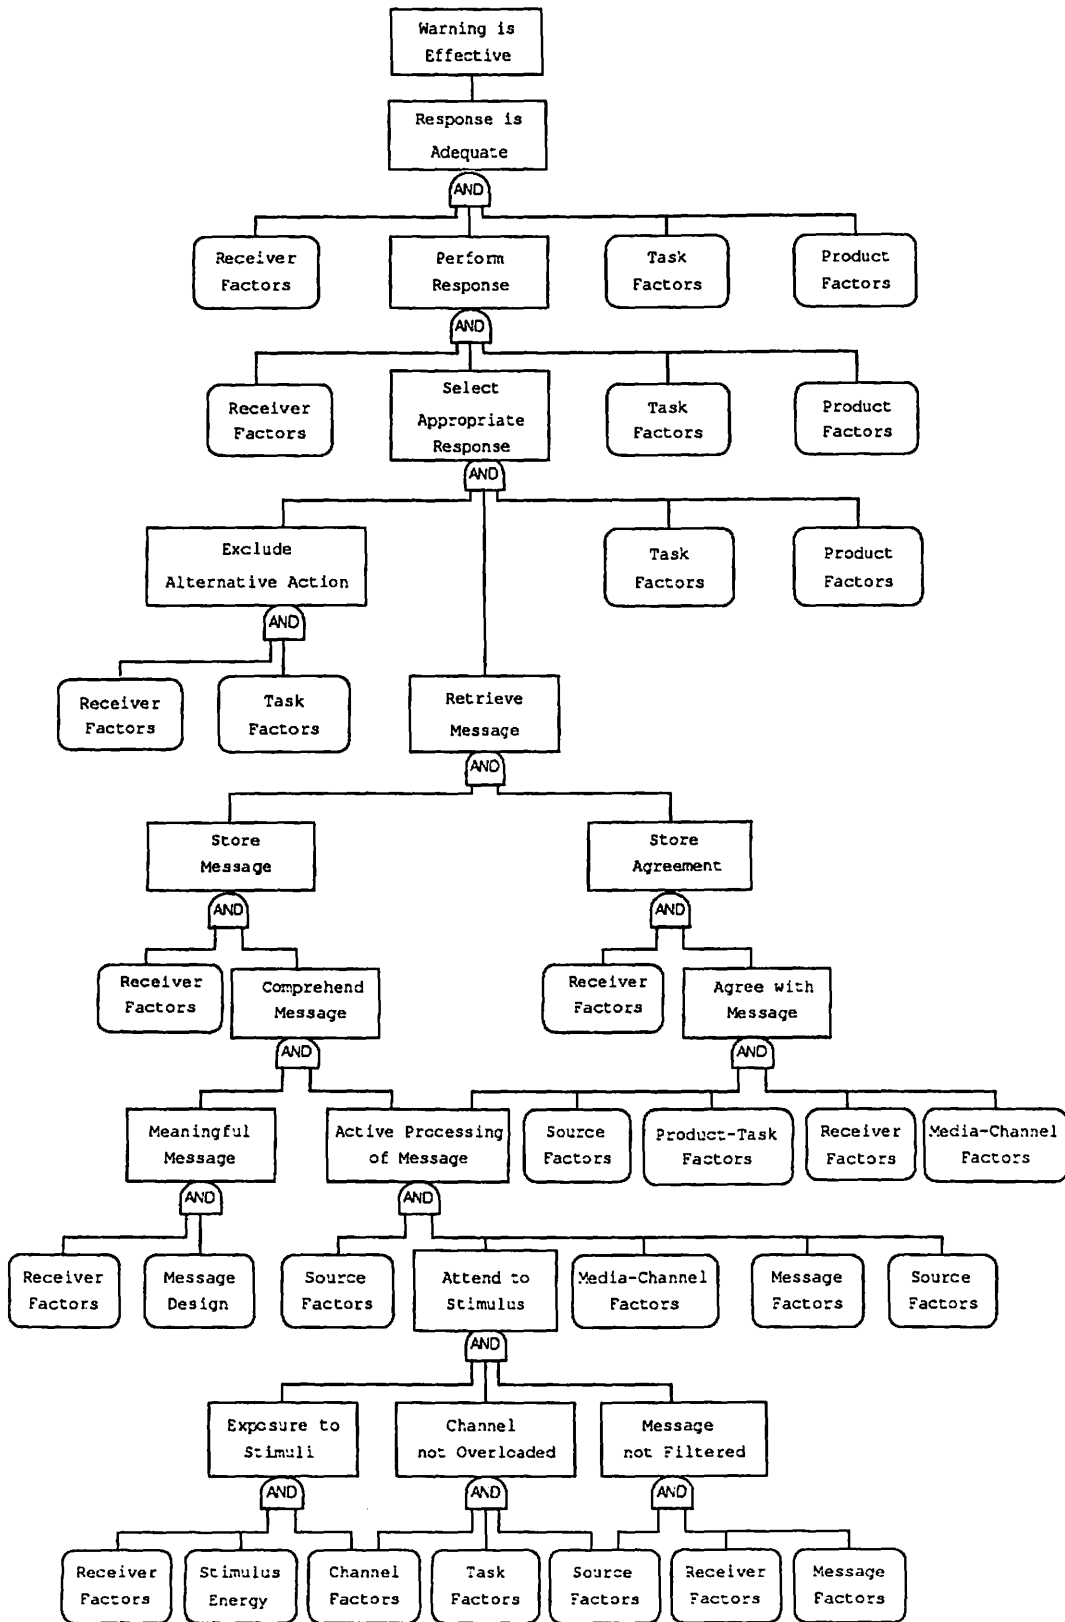 Warning is
Effective
Response is
Adequate
AND
Receiver
Factors
Perform
Response
Task
Factors
Product
Factors
AND
Receiver
Factors
Select
Appropriate
Response
Task
Factors
Product
Factors
AND
Exclude
Alternative Action
Task
Factors
Product
Factors
AND
Receiver
Factors
Task
Factors
Retrieve
Message
AND
Store
Message
Store
Agreement
AND
AND
Receiver
Factors
Comprehend
Message
Receiver
Factors
Agree with
Message
AND
AND
Meaningful
Message
Active Processing
of Message
Source
Factors
Product-Task
Factors
Receiver
Factors
Media-Channel
Factors
AND
AND
Receiver
Factors
Message
Design
Source
Factors
Attend to
Stimulus
Media-Channel
Factors
Message
Factors
Source
Factors
AND
Exposure to
Stimuli
Channel
not Overloaded
Message
not Filtered
AND
AND
AND
Receiver
Factors
Stimulus
Energy
Channel
Factors
Task
Factors
Source
Factors
Receiver
Factors
Message
Factors